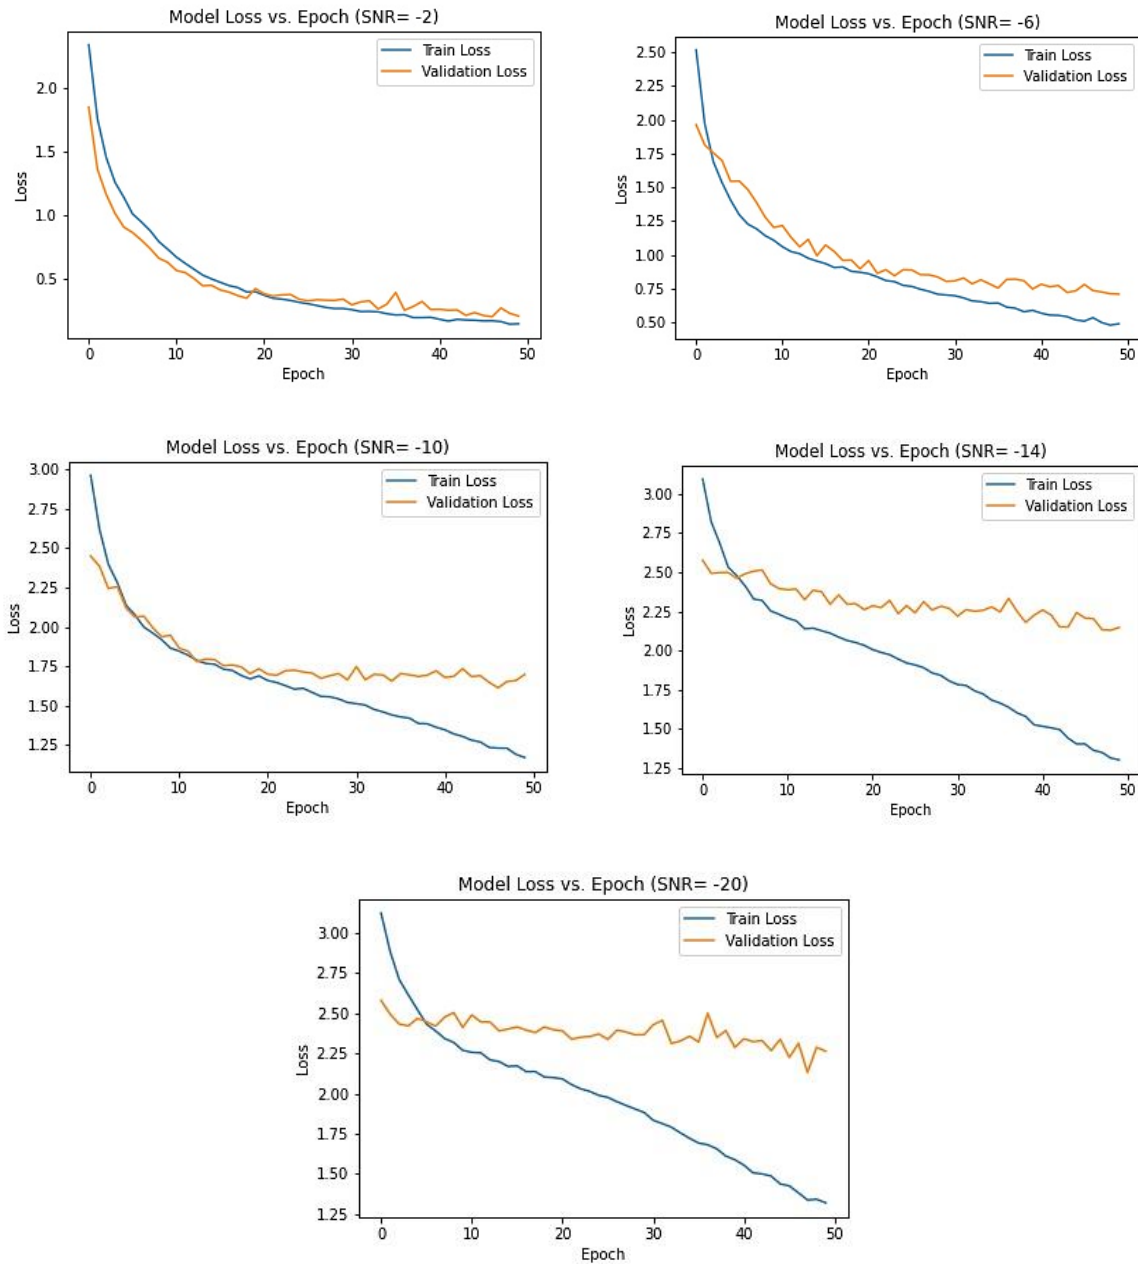 Model Loss vs. Epoch (SNR= -2)
Train Loss
Validation Loss
2.0
1.5
1.0
0.5
Loss
0 10 20 30 40 50
Epoch
Model Loss vs. Epoch (SNR= -6)
Train Loss
Validation Loss
2.50
2.25
2.00
1.75
1.50
1.25
1.00
0.75
0.50
Loss
0 10 20 30 40 50
Epoch
Model Loss vs. Epoch (SNR= -10)
Train Loss
Validation Loss
3.00
2.75
2.50
2.25
2.00
1.75
1.50
1.25
Loss
0 10 20 30 40 50
Epoch
Model Loss vs. Epoch (SNR= -14)
Train Loss
Validation Loss
3.00
2.75
2.50
2.25
2.00
1.75
1.50
1.25
Loss
0 10 20 30 40 50
Epoch
Model Loss vs. Epoch (SNR= -20)
Train Loss
Validation Loss
3.00
2.75
2.50
2.25
2.00
1.75
1.50
1.25
Loss
0 10 20 30 40 50
Epoch